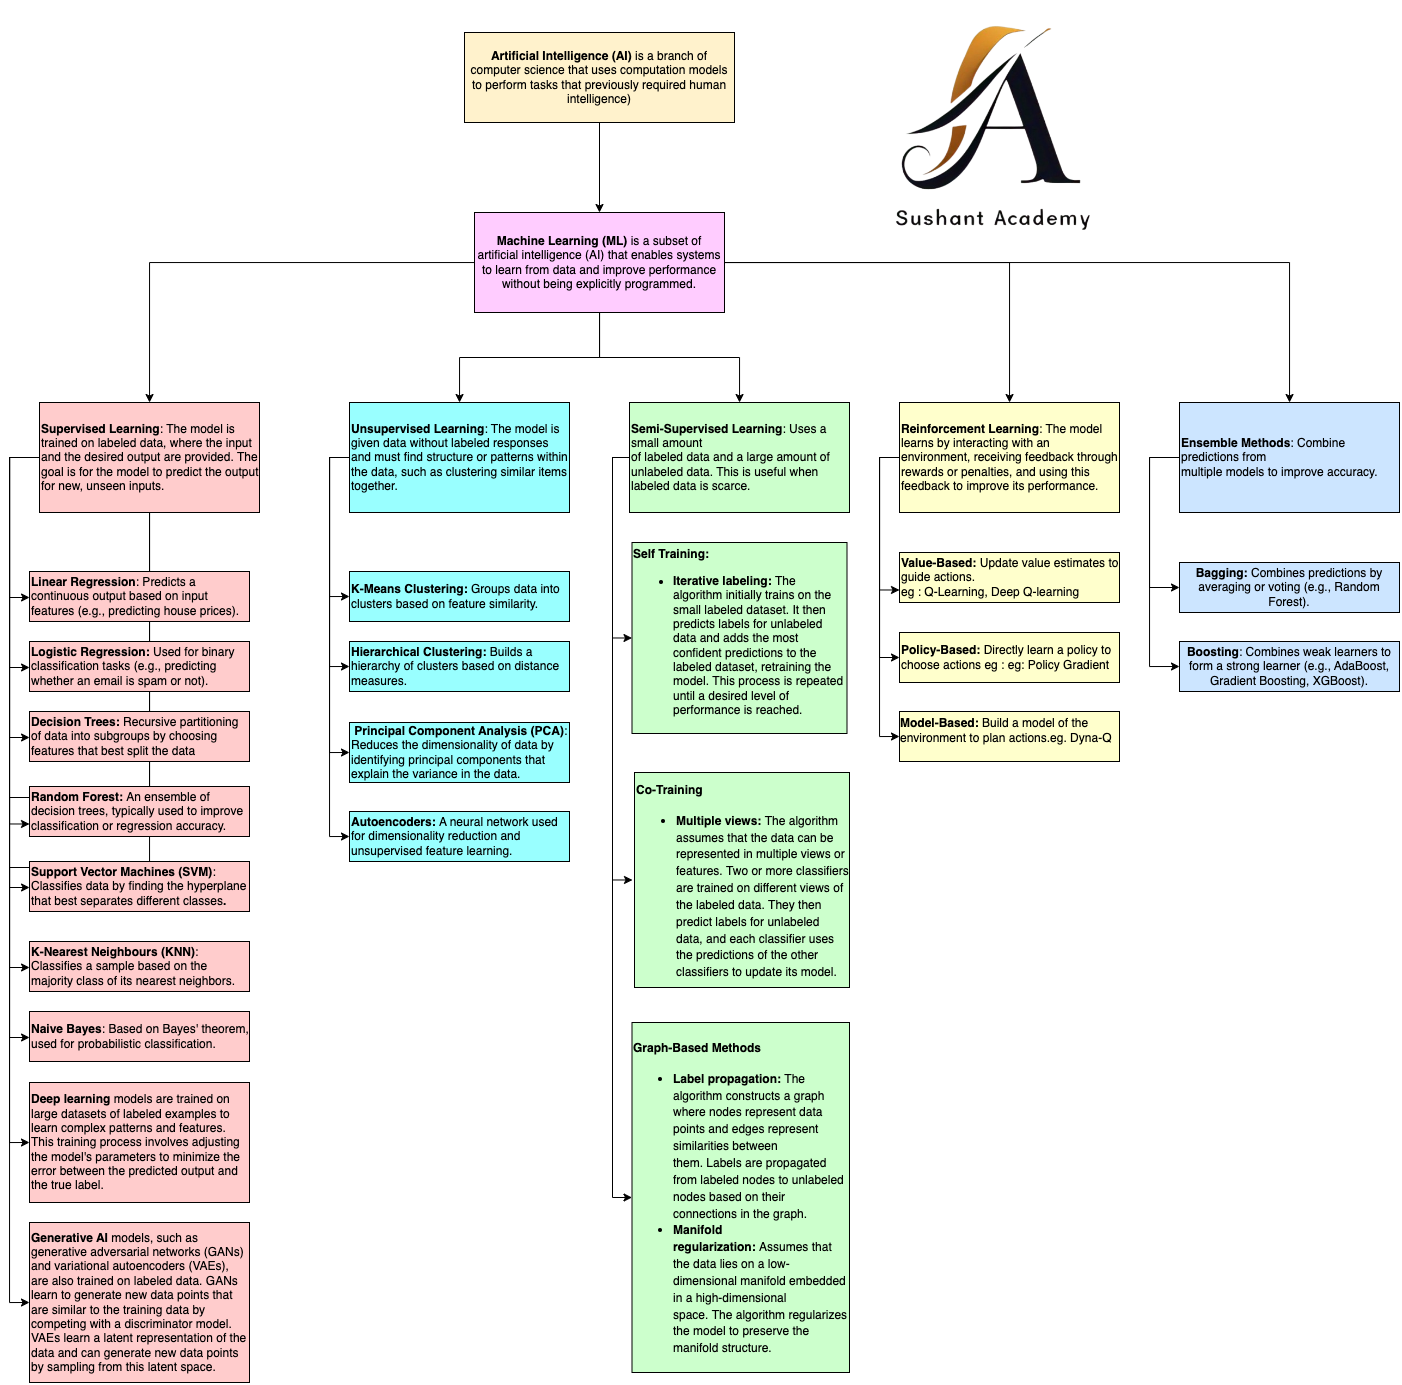 Artificial Intelligence (AI) is a branch of
computer science that uses computation models
to perform tasks that previously required human
intelligence)
Sushant Academy
Machine Learning (ML) is a subset of
artificial intelligence (AI) that enables systems
to learn from data and improve performance
without being explicitly programmed.
Supervised Learning: The model is
trained on labeled data, where the input
and the desired output are provided. The
goal is for the model to predict the output
for new, unseen inputs.
Linear Regression: Predicts a
continuous output based on input
features (e.g., predicting house prices).
Logistic Regression: Used for binary
classification tasks (e.g., predicting
whether an email is spam or not).
Decision Trees: Recursive partitioning
of data into subgroups by choosing
features that best split the data
Random Forest: An ensemble of
decision trees, typically used to improve
classification or regression accuracy.
Support Vector Machines (SVM):
Classifies data by finding the hyperplane
that best separates different classes.
K-Nearest Neighbours (KNN):
Classifies a sample based on the
majority class of its nearest neighbors.
Naive Bayes: Based on Bayes' theorem,
used for probabilistic classification.
Deep learning models are trained on
large datasets of labeled examples to
learn complex patterns and features.
This training process involves adjusting
the model's parameters to minimize the
error between the predicted output and
the true label.
Generative AI models, such as
generative adversarial networks (GANs)
and variational autoencoders (VAEs),
are also trained on labeled data. GANs
learn to generate new data points that
are similar to the training data by
competing with a discriminator model.
VAEs learn a latent representation of the
data and can generate new data points
by sampling from this latent space.
Unsupervised Learning: The model is
given data without labeled responses
and must find structure or patterns within
the data, such as clustering similar items
together.
K-Means Clustering: Groups data into
clusters based on feature similarity.
Hierarchical Clustering: Builds a
hierarchy of clusters based on distance
measures.
Principal Component Analysis (PCA):
Reduces the dimensionality of data by
identifying principal components that
explain the variance in the data.
Autoencoders: A neural network used
for dimensionality reduction and
unsupervised feature learning.
Semi-Supervised Learning: Uses a
small amount
of labeled data and a large amount of
unlabeled data. This is useful when
labeled data is scarce.
Self Training:
• Iterative labeling: The
algorithm initially trains on the
small labeled dataset. It then
predicts labels for unlabeled
data and adds the most
confident predictions to the
labeled dataset, retraining the
model. This process is repeated
until a desired level of
performance is reached.
Co-Training
• Multiple views: The algorithm
assumes that the data can be
represented in multiple views or
features. Two or more classifiers
are trained on different views of
the labeled data. They then
predict labels for unlabeled
data, and each classifier uses
the predictions of the other
classifiers to update its model.
Graph-Based Methods
• Label propagation: The
algorithm constructs a graph
where nodes represent data
points and edges represent
similarities between
them. Labels are propagated
from labeled nodes to unlabeled
nodes based on their
connections in the graph.
• Manifold
regularization: Assumes that
the data lies on a low-
dimensional manifold embedded
in a high-dimensional
space. The algorithm regularizes
the model to preserve the
manifold structure.
Reinforcement Learning: The model
learns by interacting with an
environment, receiving feedback through
rewards or penalties, and using this
feedback to improve its performance.
Value-Based: Update value estimates to
guide actions.
eg : Q-Learning, Deep Q-learning
Policy-Based: Directly learn a policy to
choose actions eg : eg: Policy Gradient
Model-Based: Build a model of the
environment to plan actions.eg. Dyna-Q
Ensemble Methods: Combine
predictions from
multiple models to improve accuracy.
Bagging: Combines predictions by
averaging or voting (e.g., Random
Forest).
Boosting: Combines weak learners to
form a strong learner (e.g., AdaBoost,
Gradient Boosting, XGBoost).